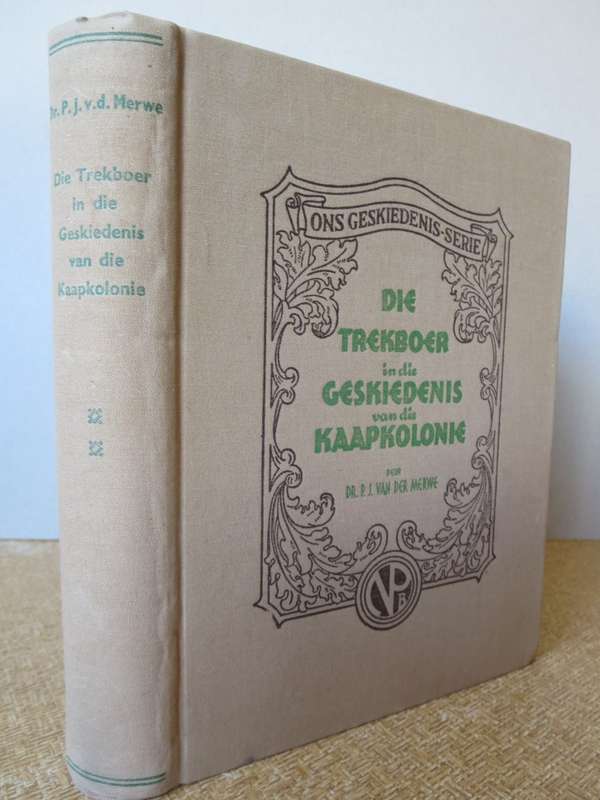 Dr. P. J. v. d. Merwe
Die Trekboer
in die
Geskiedenis
van die
Kaapkolonie
ONS GESKIEDENIS-SERIE
DIE
TREKBOER
in die
GESKIEDENIS
van die
KAAPKOLONIE
DEUR
DR. P. J. VAN DER MERWE
NPB